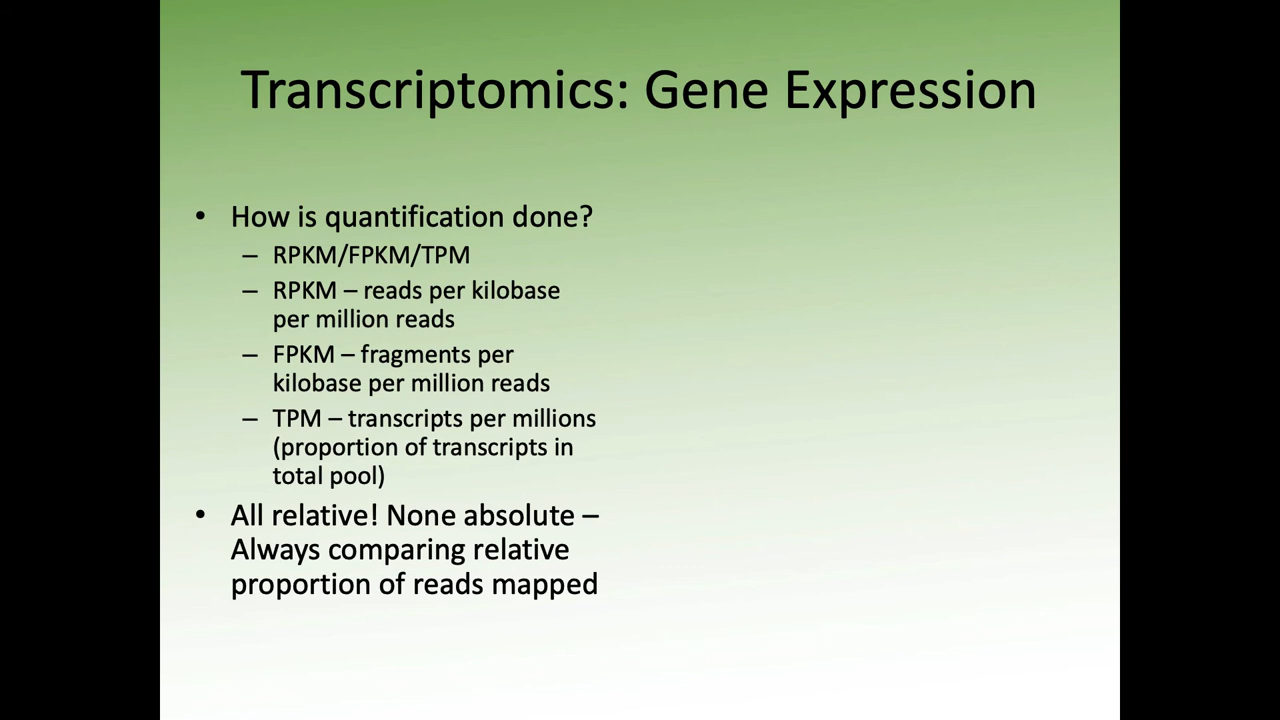 Transcriptomics: Gene Expression
• How is quantification done?
– RPKM/FPKM/TPM
– RPKM – reads per kilobase
per million reads
– FPKM – fragments per
kilobase per million reads
– TPM – transcripts per millions
(proportion of transcripts in
total pool)
• All relative! None absolute –
Always comparing relative
proportion of reads mapped